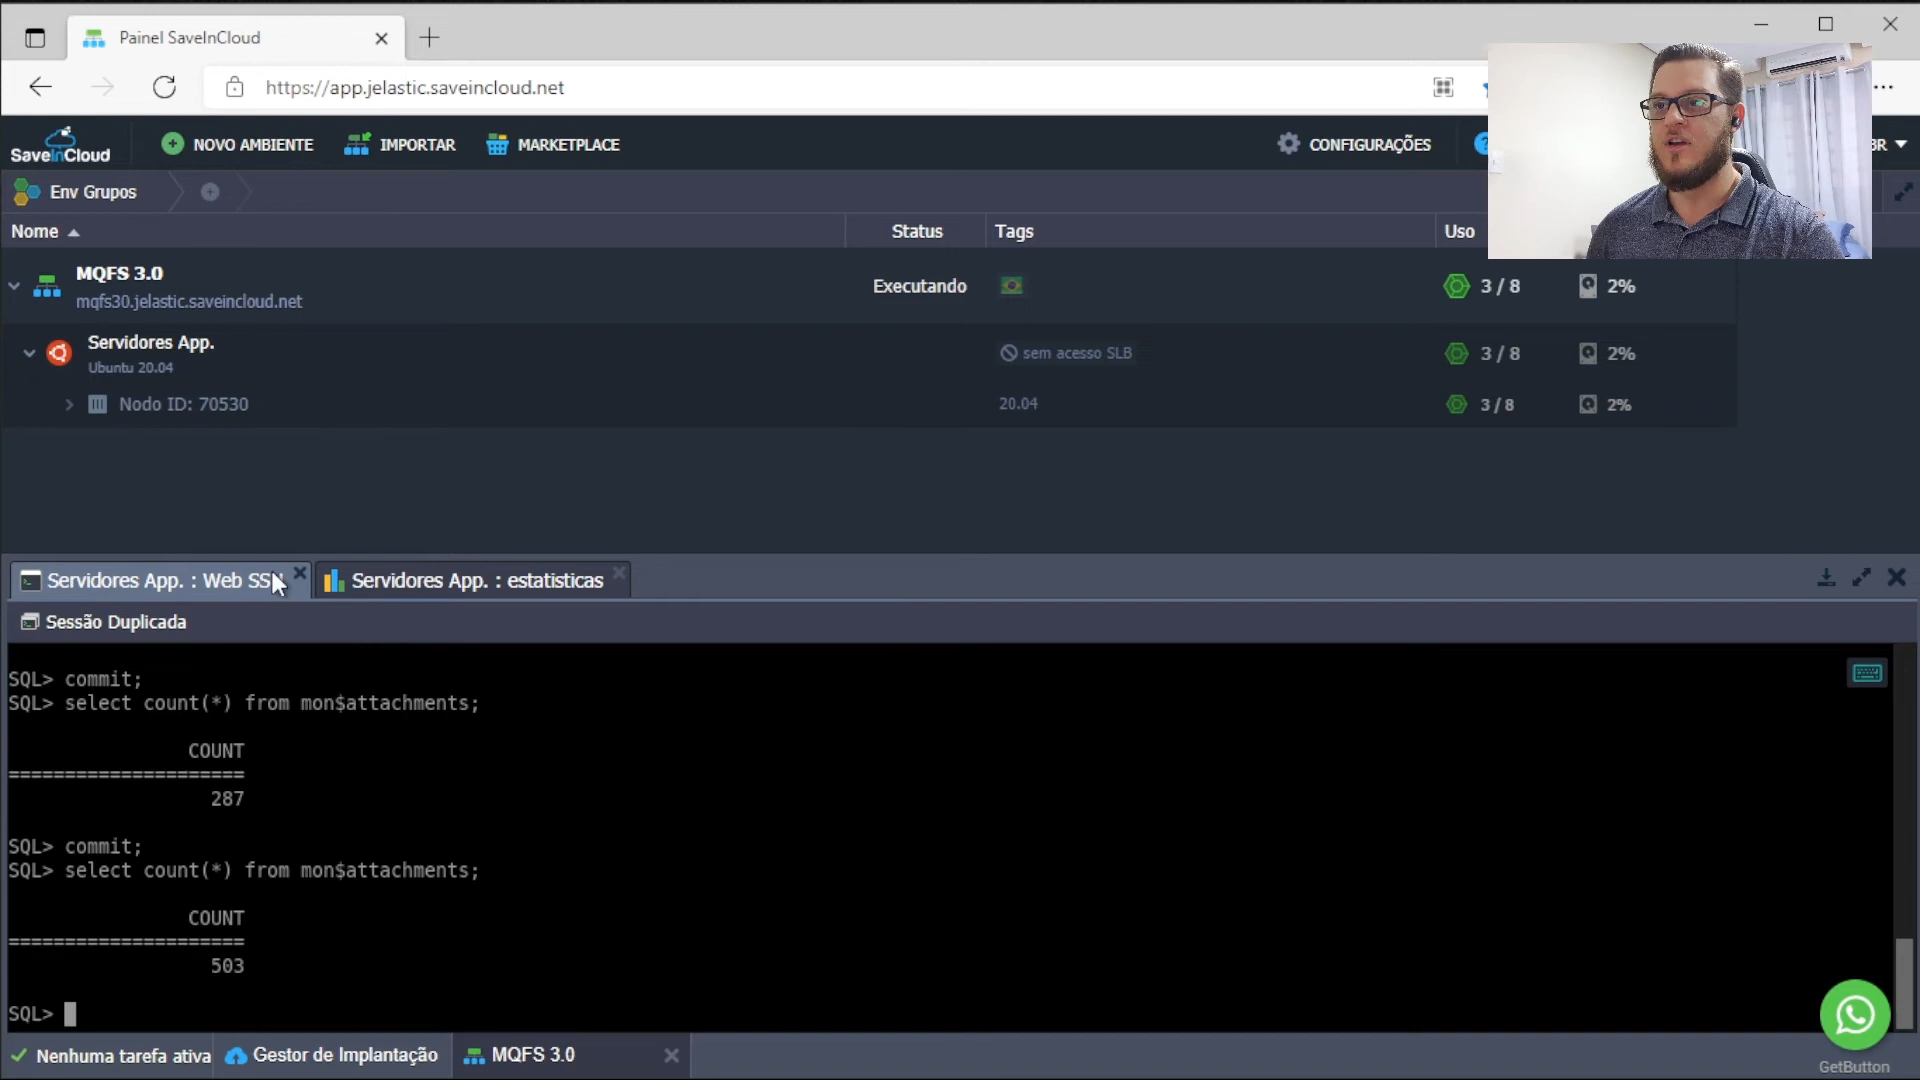 Painel SaveInCloud
https://app.jelastic.saveincloud.net
SaveInCloud
NOVO AMBIENTE
IMPORTAR
MARKETPLACE
CONFIGURAÇÕES
BR
Env Grupos
Nome
Status
Tags
Uso
MQFS 3.0
mqfs30.jelastic.saveincloud.net
Executando
3 / 8
2%
Servidores App.
Ubuntu 20.04
sem acesso SLB
3 / 8
2%
Nodo ID: 70530
20.04
3 / 8
2%
Servidores App. : Web SS
Servidores App. : estatisticas
Sessão Duplicada
SQL> commit;
SQL> select count(*) from mon$attachments;
COUNT
=====================
287
SQL> commit;
SQL> select count(*) from mon$attachments;
COUNT
=====================
503
SQL>
Nenhuma tarefa ativa
Gestor de Implantação
MQFS 3.0
GetButton